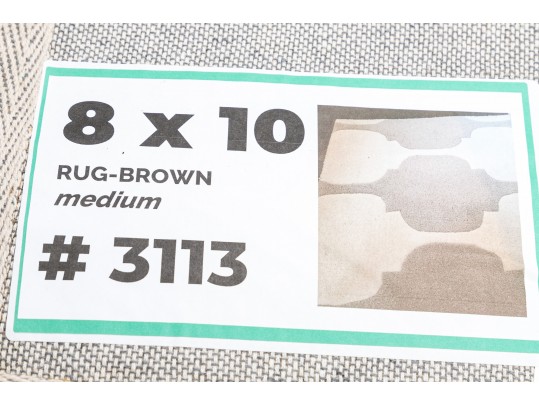 8 x 10
RUG-BROWN
medium
# 3113